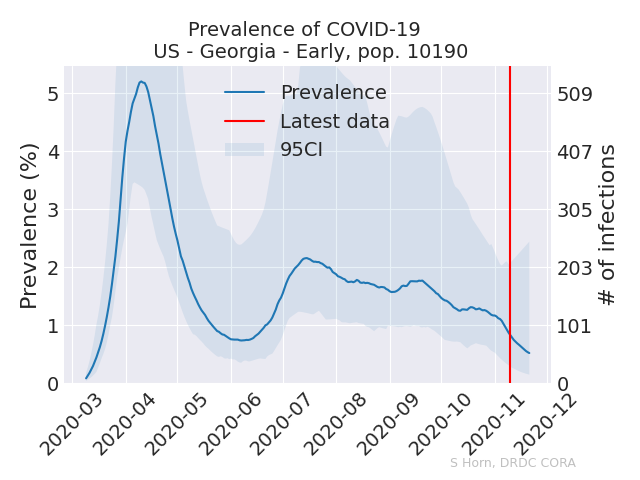 Prevalence of COVID-19
US - Georgia - Early, pop. 10190
Prevalence
Latest data
95CI
Prevalence (%)
5
4
3
2
1
0
509
407
305
203
101
0
# of infections
2020-03
2020-04
2020-05
2020-06
2020-07
2020-08
2020-09
2020-10
2020-11
2020-12
S Horn, DRDC CORA